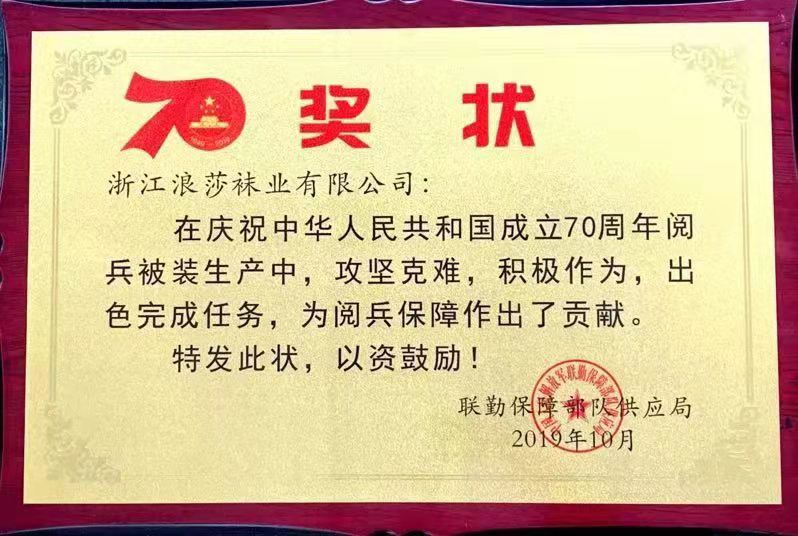 70 奖状
浙江浪莎袜业有限公司：
在庆祝中华人民共和国成立70周年阅
兵被装生产中，攻坚克难，积极作为，出
色完成任务，为阅兵保障作出了贡献。
特发此状，以资鼓励！
联勤保障部队供应局
2019年10月